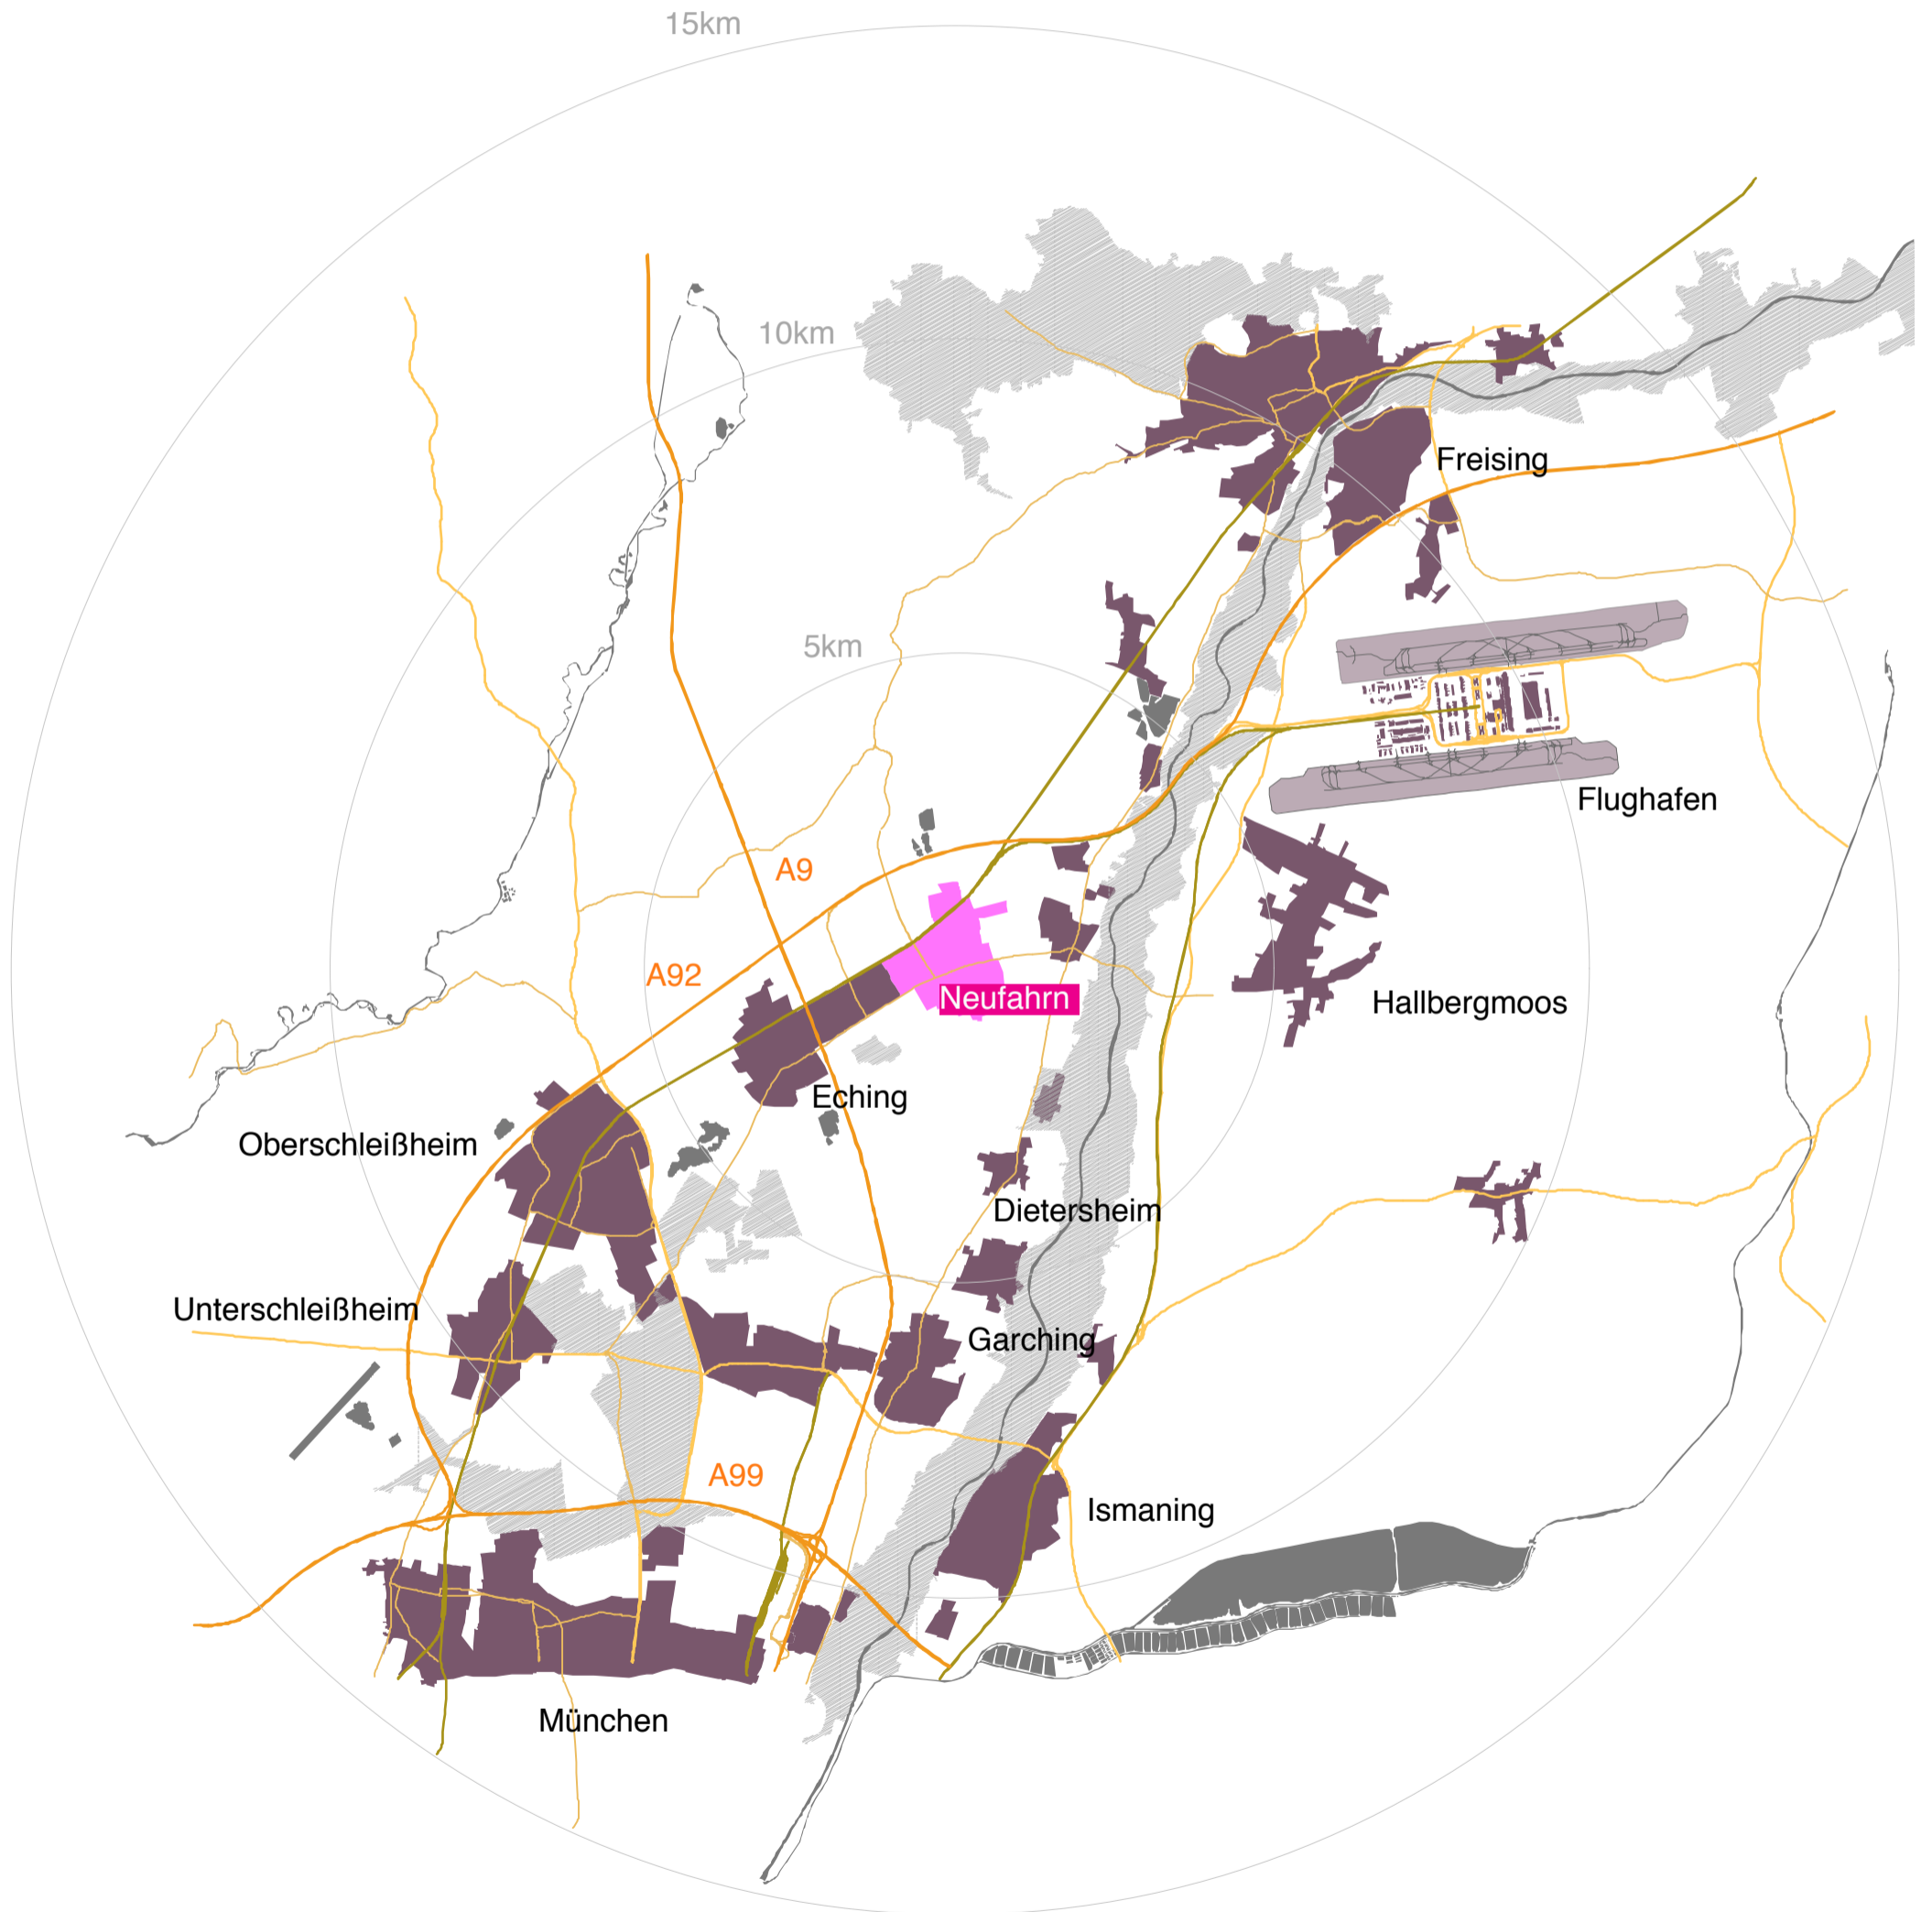 15km
10km
Freising
5km
Flughafen
A9
A92
Neufahrn
Hallbergmoos
Eching
Oberschleißheim
Dietersheim
Unterschleißheim
Garching
A99
Ismaning
München